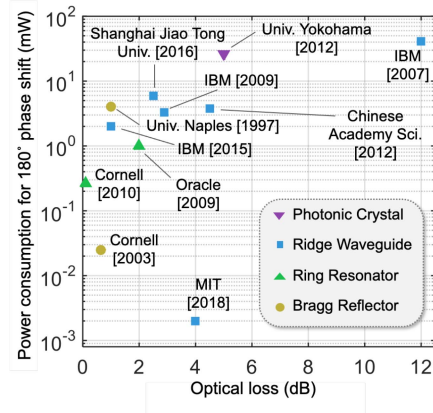 Power consumption for 180° phase shift (mW)
10²
10¹
10⁰
10⁻¹
10⁻²
10⁻³
Shanghai Jiao Tong
Univ. [2016]
Univ. Yokohama
[2012]
IBM
[2007]
IBM [2009]
Univ. Naples [1997]
Chinese
Academy Sci.
[2012]
IBM [2015]
Cornell
[2010]
Oracle
[2009]
Cornell
[2003]
MIT
[2018]
Photonic Crystal
Ridge Waveguide
Ring Resonator
Bragg Reflector
0 2 4 6 8 10 12
Optical loss (dB)